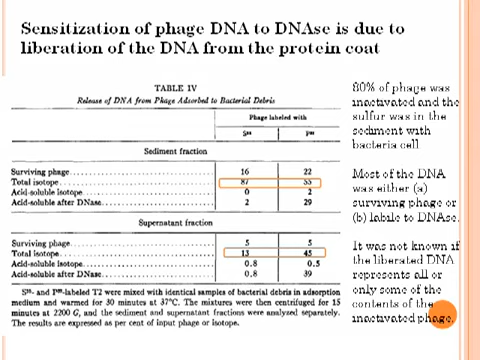 Sensitization of phage DNA to DNAse is due to
liberation of the DNA from the protein coat
TABLE IV
Release of DNA from Phage Adsorbed to Bacterial Debris
Phage labeled with
S³⁵ P³²
Sediment fraction
Surviving phage 16 22
Total isotope 87 55
Acid-soluble isotope 0 2
Acid-soluble after DNase 2 29
Supernatant fraction
Surviving phage 5 5
Total isotope 13 45
Acid-soluble isotope 0.8 0.5
Acid-soluble after DNase 0.8 39
S³⁵- and P³²-labeled T2 were mixed with identical samples of bacterial debris in adsorption
medium and warmed for 30 minutes at 37°C. The mixtures were then centrifuged for 15
minutes at 2200 G, and the sediment and supernatant fractions were analyzed separately.
The results are expressed as per cent of input phage or isotope.
80% of phage was
inactivated and the
sulfur was in the
sediment with
bacteria cell.
Most of the DNA
was either (a)
surviving phage or
(b) labile to DNAse.
It was not known if
the liberated DNA
represents all or
only some of the
contents of the
inactivated phage.